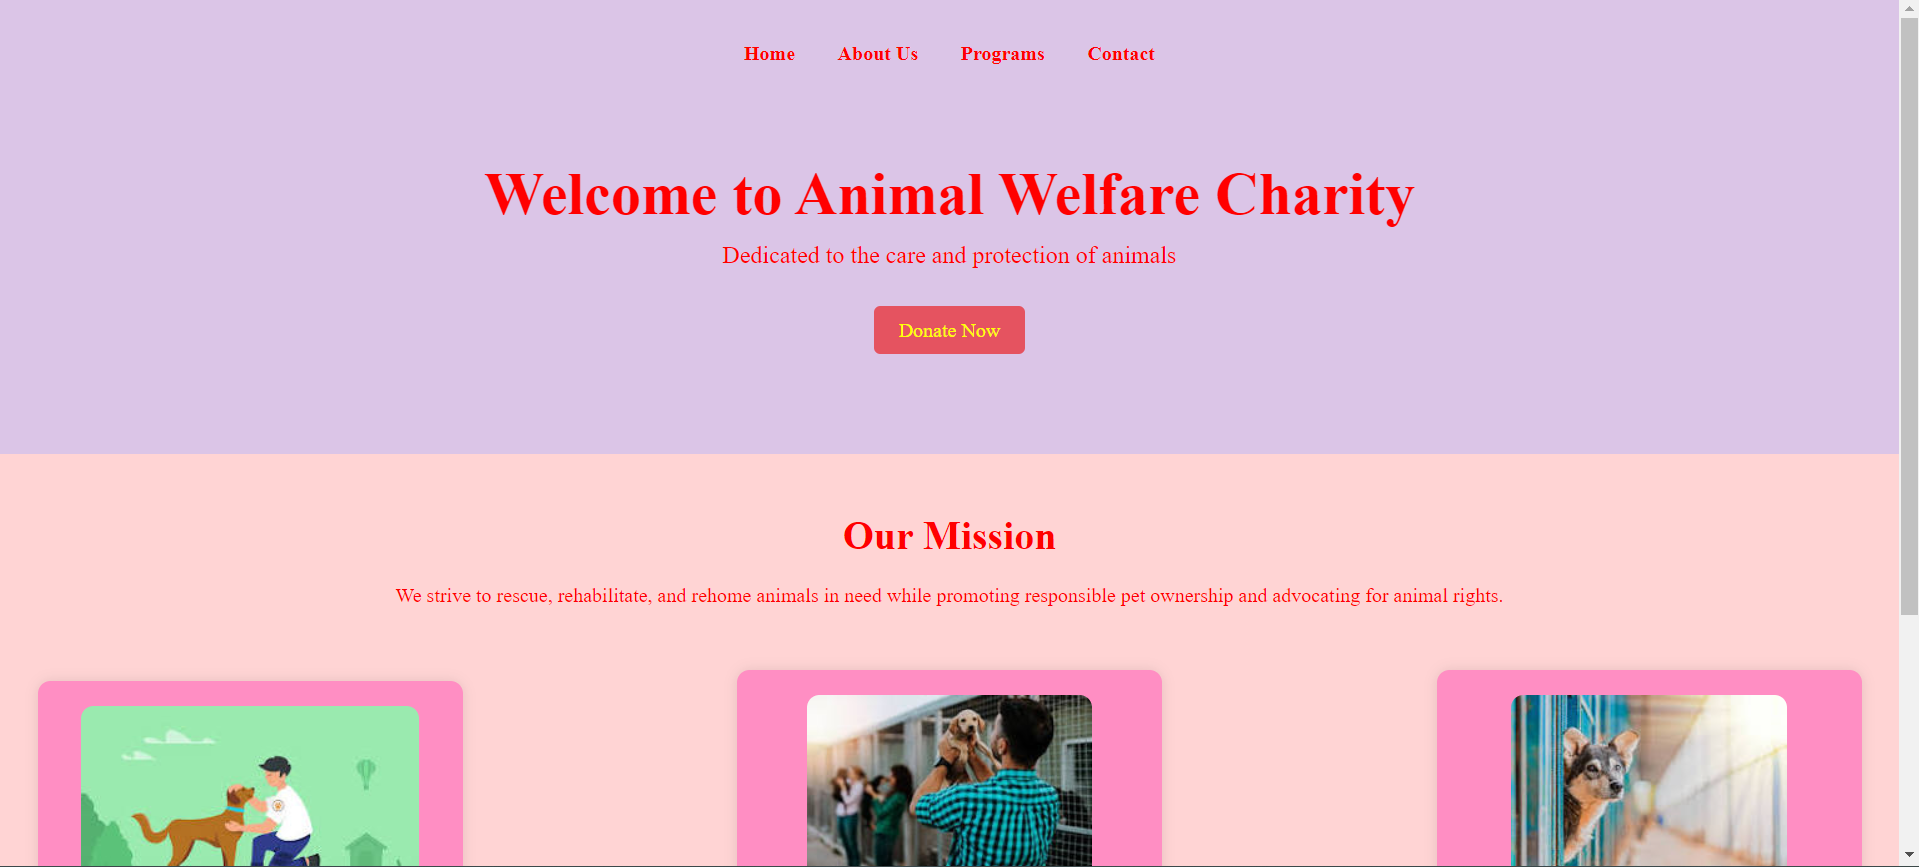 Home About Us Programs Contact
Welcome to Animal Welfare Charity
Dedicated to the care and protection of animals
Donate Now
Our Mission
We strive to rescue, rehabilitate, and rehome animals in need while promoting responsible pet ownership and advocating for animal rights.